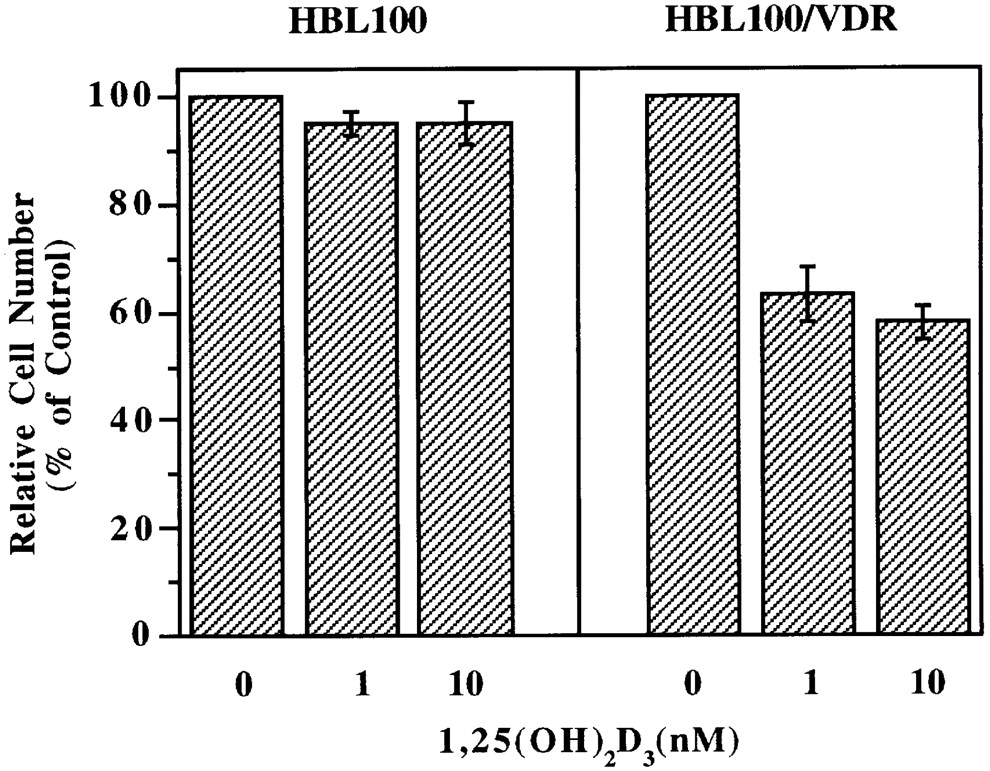 HBL100
HBL100/VDR
Relative Cell Number
(% of Control)
100
80
60
40
20
0
0 1 10
0 1 10
1,25(OH)₂D₃(nM)